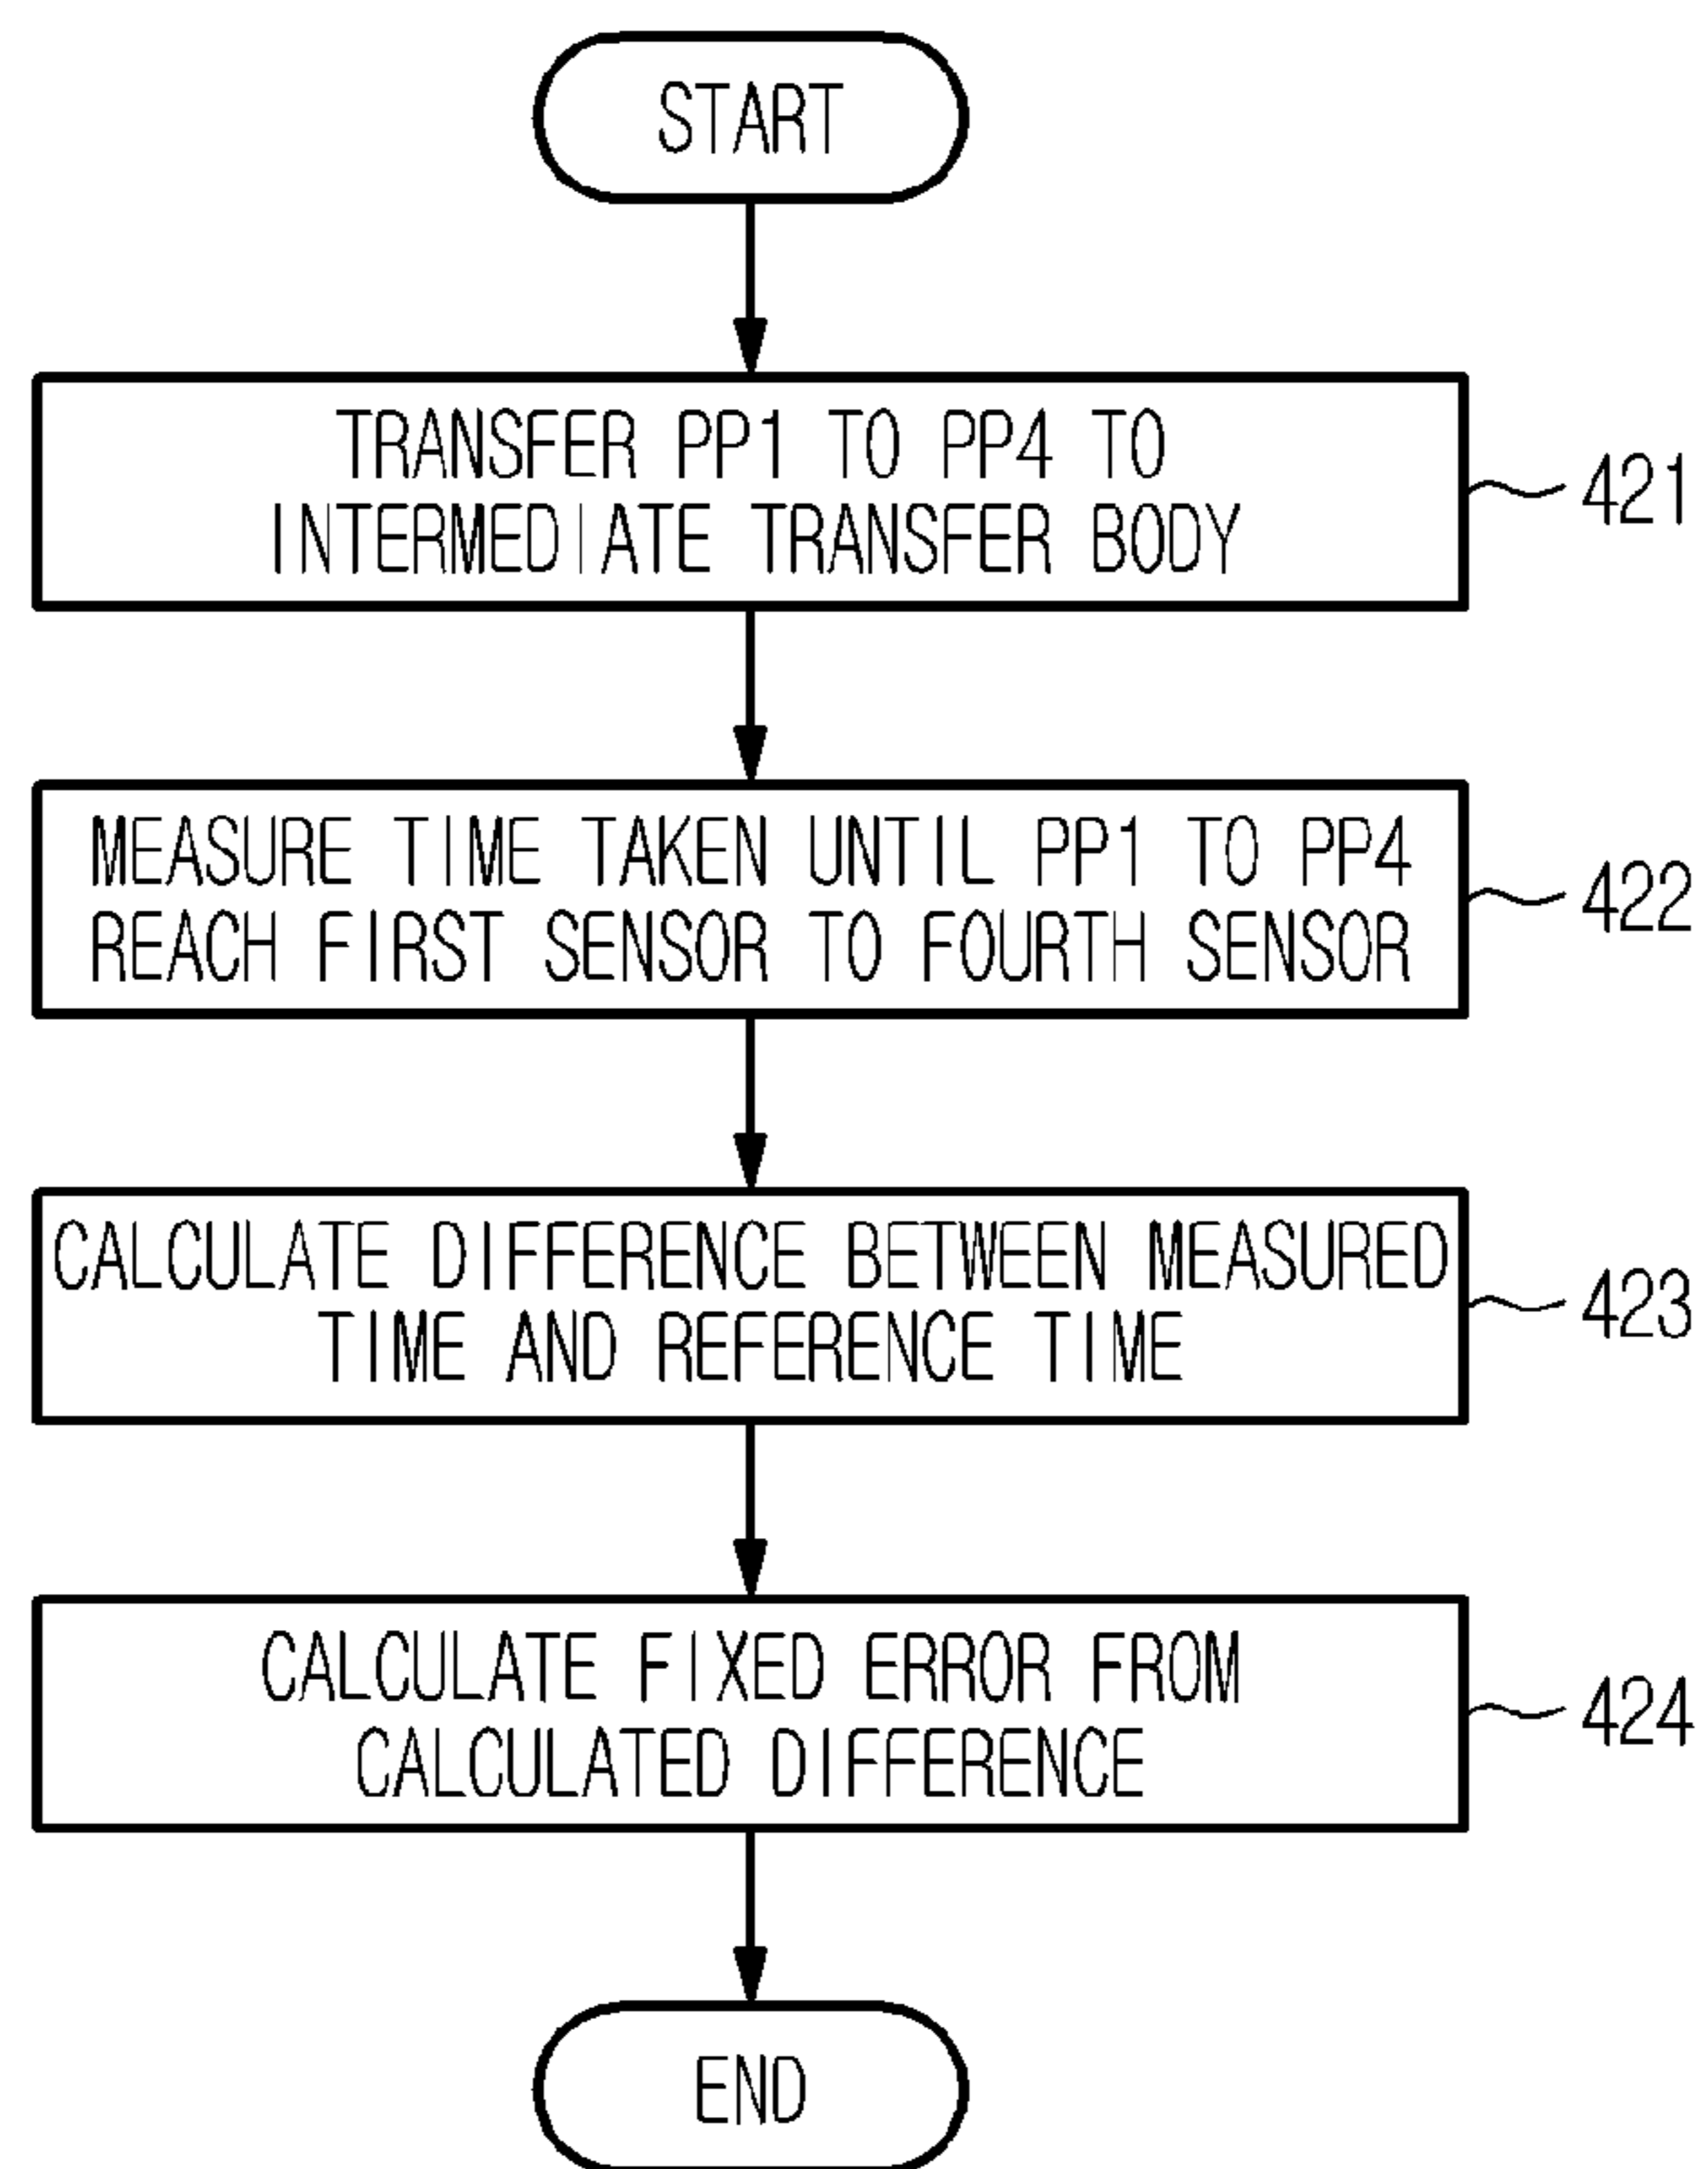 START
TRANSFER PP1 TO PP4 TO
INTERMEDIATE TRANSFER BODY
421
MEASURE TIME TAKEN UNTIL PP1 TO PP4
REACH FIRST SENSOR TO FOURTH SENSOR
422
CALCULATE DIFFERENCE BETWEEN MEASURED
TIME AND REFERENCE TIME
423
CALCULATE FIXED ERROR FROM
CALCULATED DIFFERENCE
424
END